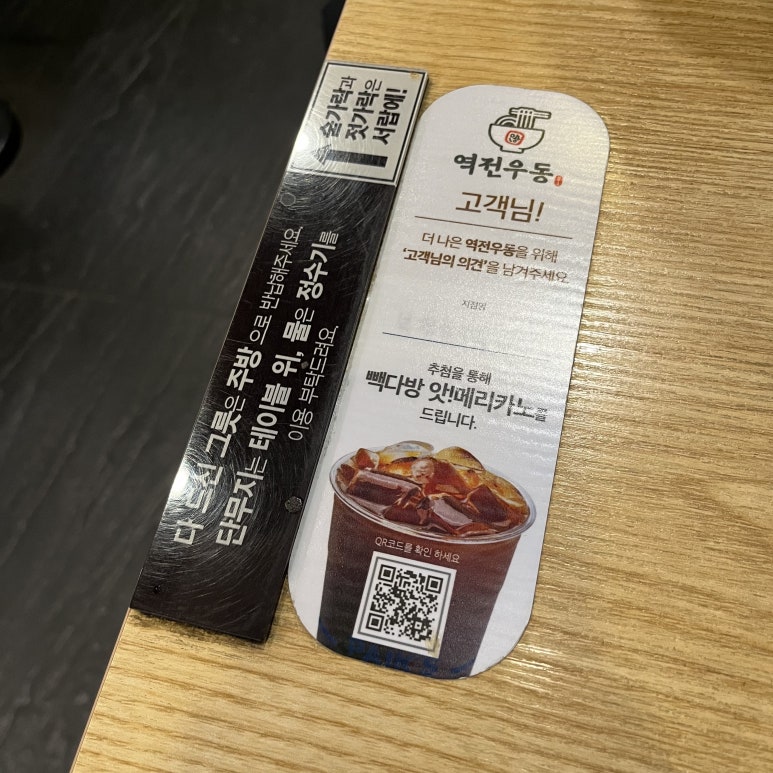 숟가락과
젓가락은
서랍에!
다 드신 그릇은 주방 으로 반납해주세요.
단무지는 테이블 위, 물은 정수기를
이용 부탁드려요.
역전우동
고객님!
더 나은 역전우동을 위해
‘고객님의 의견’을 남겨주세요
지점명
추첨을 통해
빽다방 앗!메리카노를
드립니다.
QR코드를 확인 하세요